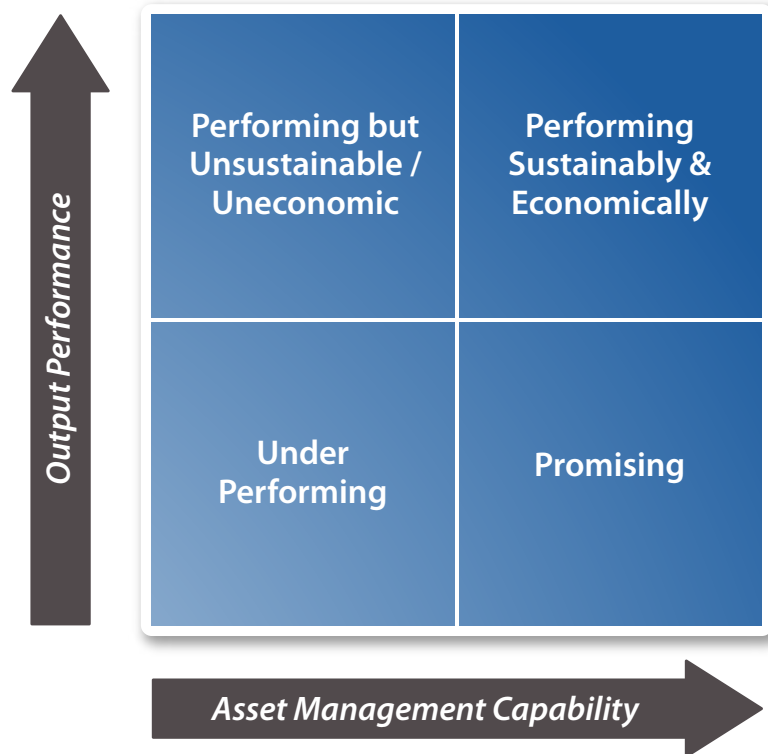 Output Performance
Performing but
Unsustainable /
Uneconomic
Performing
Sustainably &
Economically
Under
Performing
Promising
Asset Management Capability